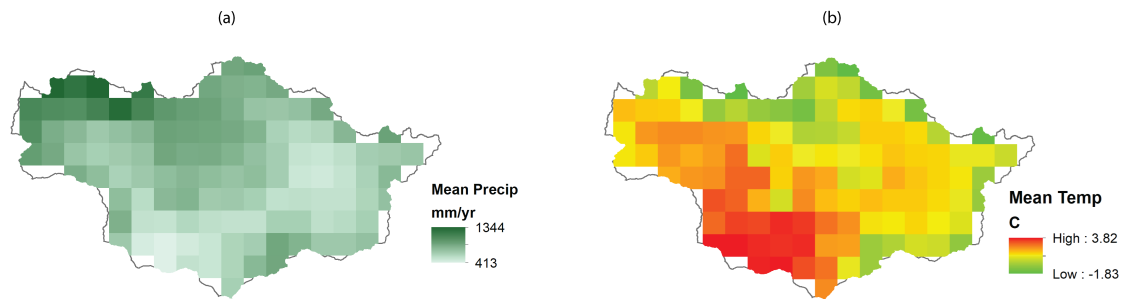 (a)
(b)
Mean Precip
mm/yr
1344
413
Mean Temp
C
High : 3.82
Low : -1.83